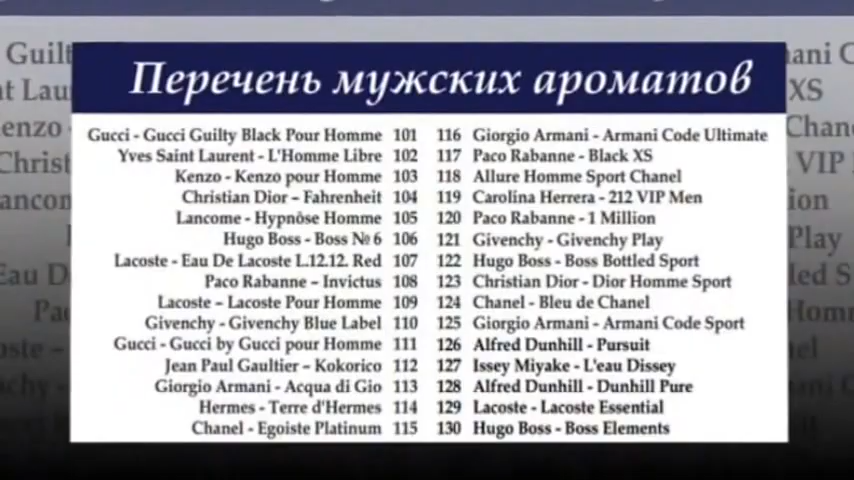 Перечень мужских ароматов
Gucci - Gucci Guilty Black Pour Homme 101
Yves Saint Laurent - L'Homme Libre 102
Kenzo - Kenzo pour Homme 103
Christian Dior – Fahrenheit 104
Lancome - Hypnôse Homme 105
Hugo Boss - Boss № 6 106
Lacoste - Eau De Lacoste L.12.12. Red 107
Paco Rabanne – Invictus 108
Lacoste – Lacoste Pour Homme 109
Givenchy - Givenchy Blue Label 110
Gucci - Gucci by Gucci pour Homme 111
Jean Paul Gaultier – Kokorico 112
Giorgio Armani - Acqua di Gio 113
Hermes - Terre d'Hermes 114
Chanel - Egoiste Platinum 115
116 Giorgio Armani - Armani Code Ultimate
117 Paco Rabanne - Black XS
118 Allure Homme Sport Chanel
119 Carolina Herrera - 212 VIP Men
120 Paco Rabanne - 1 Million
121 Givenchy - Givenchy Play
122 Hugo Boss - Boss Bottled Sport
123 Christian Dior - Dior Homme Sport
124 Chanel - Bleu de Chanel
125 Giorgio Armani - Armani Code Sport
126 Alfred Dunhill - Pursuit
127 Issey Miyake - L'eau Dissey
128 Alfred Dunhill - Dunhill Pure
129 Lacoste - Lacoste Essential
130 Hugo Boss - Boss Elements